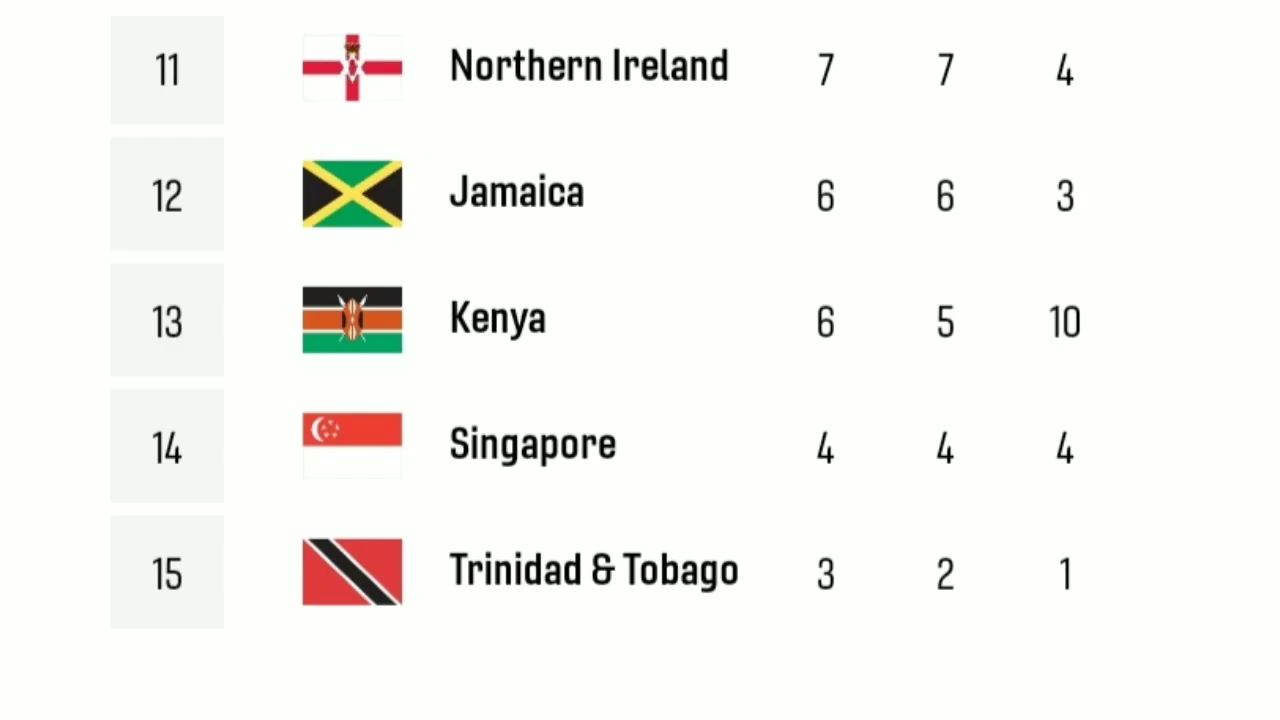 11 Northern Ireland 7 7 4
12 Jamaica 6 6 3
13 Kenya 6 5 10
14 Singapore 4 4 4
15 Trinidad & Tobago 3 2 1